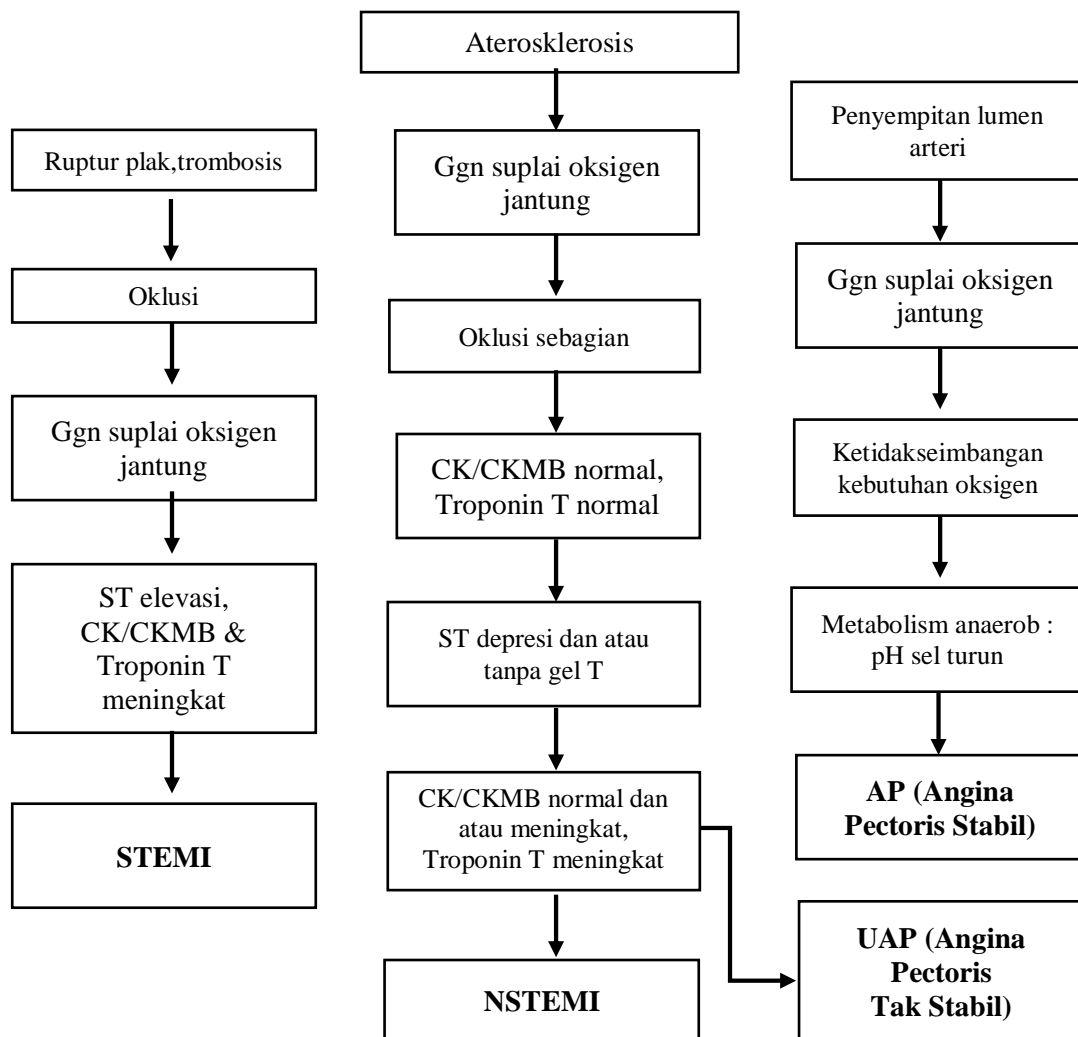 Aterosklerosis
Ruptur plak,trombosis
Oklusi
Ggn suplai oksigen
jantung
ST elevasi,
CK/CKMB &
Troponin T
meningkat
STEMI
Ggn suplai oksigen
jantung
Oklusi sebagian
CK/CKMB normal,
Troponin T normal
ST depresi dan atau
tanpa gel T
CK/CKMB normal dan
atau meningkat,
Troponin T meningkat
NSTEMI
Penyempitan lumen
arteri
Ggn suplai oksigen
jantung
Ketidakseimbangan
kebutuhan oksigen
Metabolism anaerob :
pH sel turun
AP (Angina
Pectoris Stabil)
UAP (Angina
Pectoris
Tak Stabil)